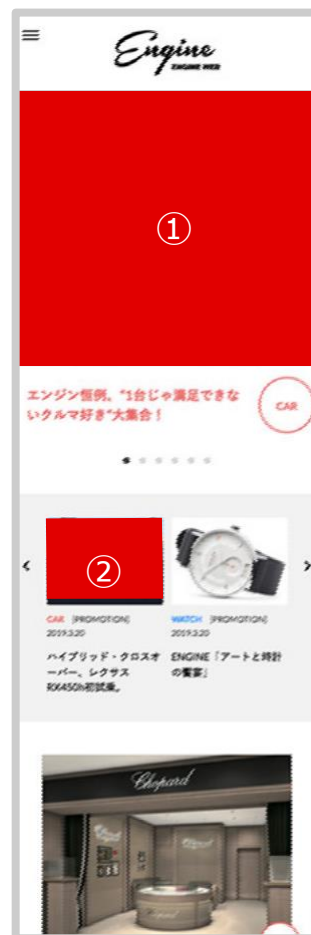 Engine
ENGINE WEB
①
エンジン恒例、“1台じゃ満足できな
いクルマ好き”大集合!
CAR
②
CAR [PROMOTION]
2019.3.20
ハイブリッド・クロスオ
ーバー、レクサス
RX450h初試乗。
WATCH [PROMOTION]
2019.3.20
ENGINE「アートと時計
の饗宴」
Chopard
Chopard